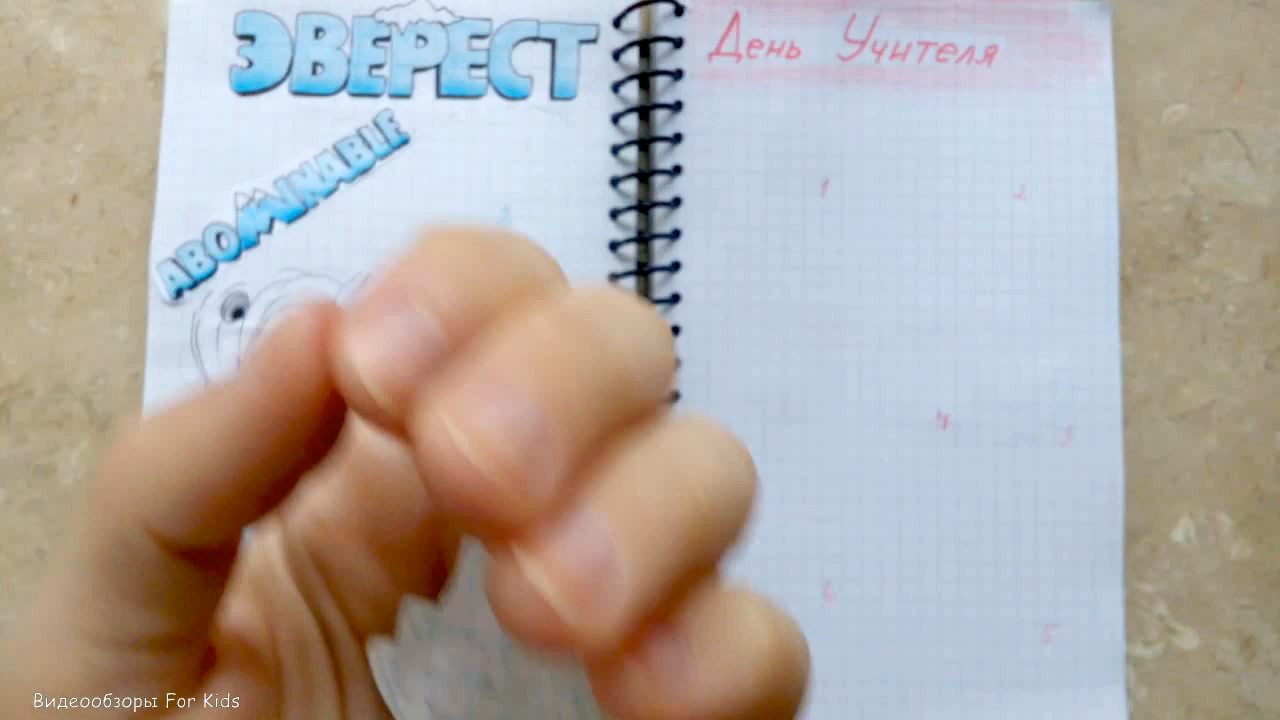 ЭВЕРЕСТ
ABOMINABLE
День Учителя
1 2
4 3
6
5
Видеообзоры For Kids